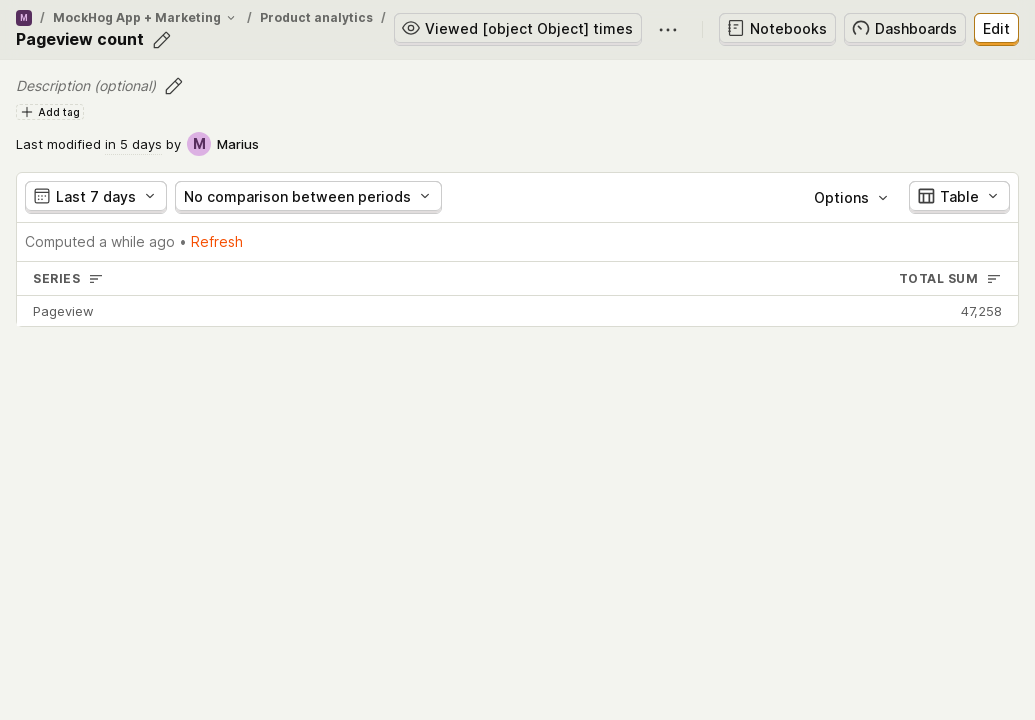 M / MockHog App + Marketing / Product analytics /
Pageview count
Viewed [object Object] times
Notebooks
Dashboards
Edit
Description (optional)
Add tag
Last modified in 5 days by M Marius
Last 7 days
No comparison between periods
Options
Table
Computed a while ago • Refresh
SERIES TOTAL SUM
Pageview 47,258